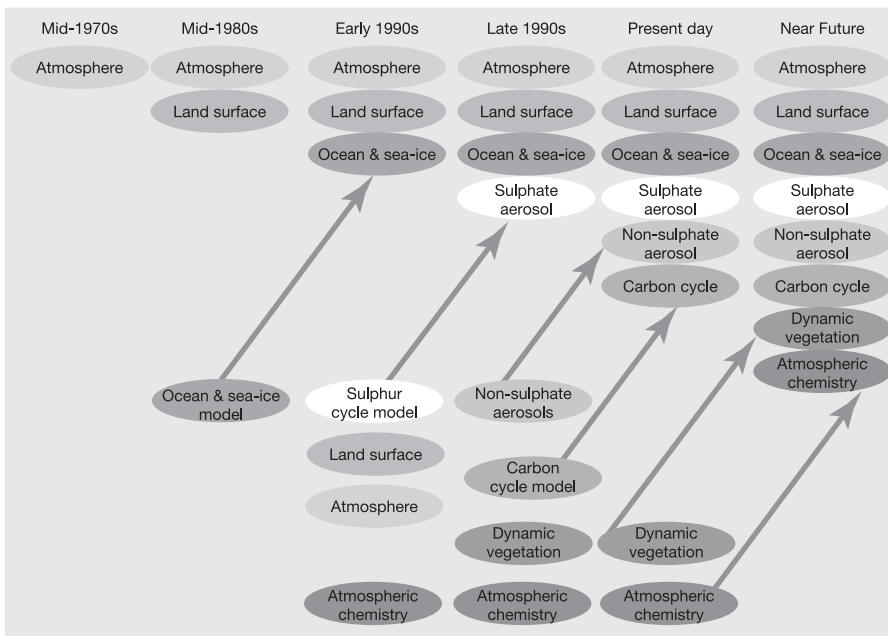 Mid-1970s
Mid-1980s
Early 1990s
Late 1990s
Present day
Near Future
Atmosphere
Atmosphere
Atmosphere
Atmosphere
Atmosphere
Atmosphere
Land surface
Land surface
Land surface
Land surface
Land surface
Ocean & sea-ice
Ocean & sea-ice
Ocean & sea-ice
Ocean & sea-ice
Sulphate
aerosol
Sulphate
aerosol
Sulphate
aerosol
Non-sulphate
aerosol
Non-sulphate
aerosol
Carbon cycle
Carbon cycle
Dynamic
vegetation
Atmospheric
chemistry
Ocean & sea-ice
model
Sulphur
cycle model
Non-sulphate
aerosols
Land surface
Carbon
cycle model
Atmosphere
Dynamic
vegetation
Dynamic
vegetation
Atmospheric
chemistry
Atmospheric
chemistry
Atmospheric
chemistry